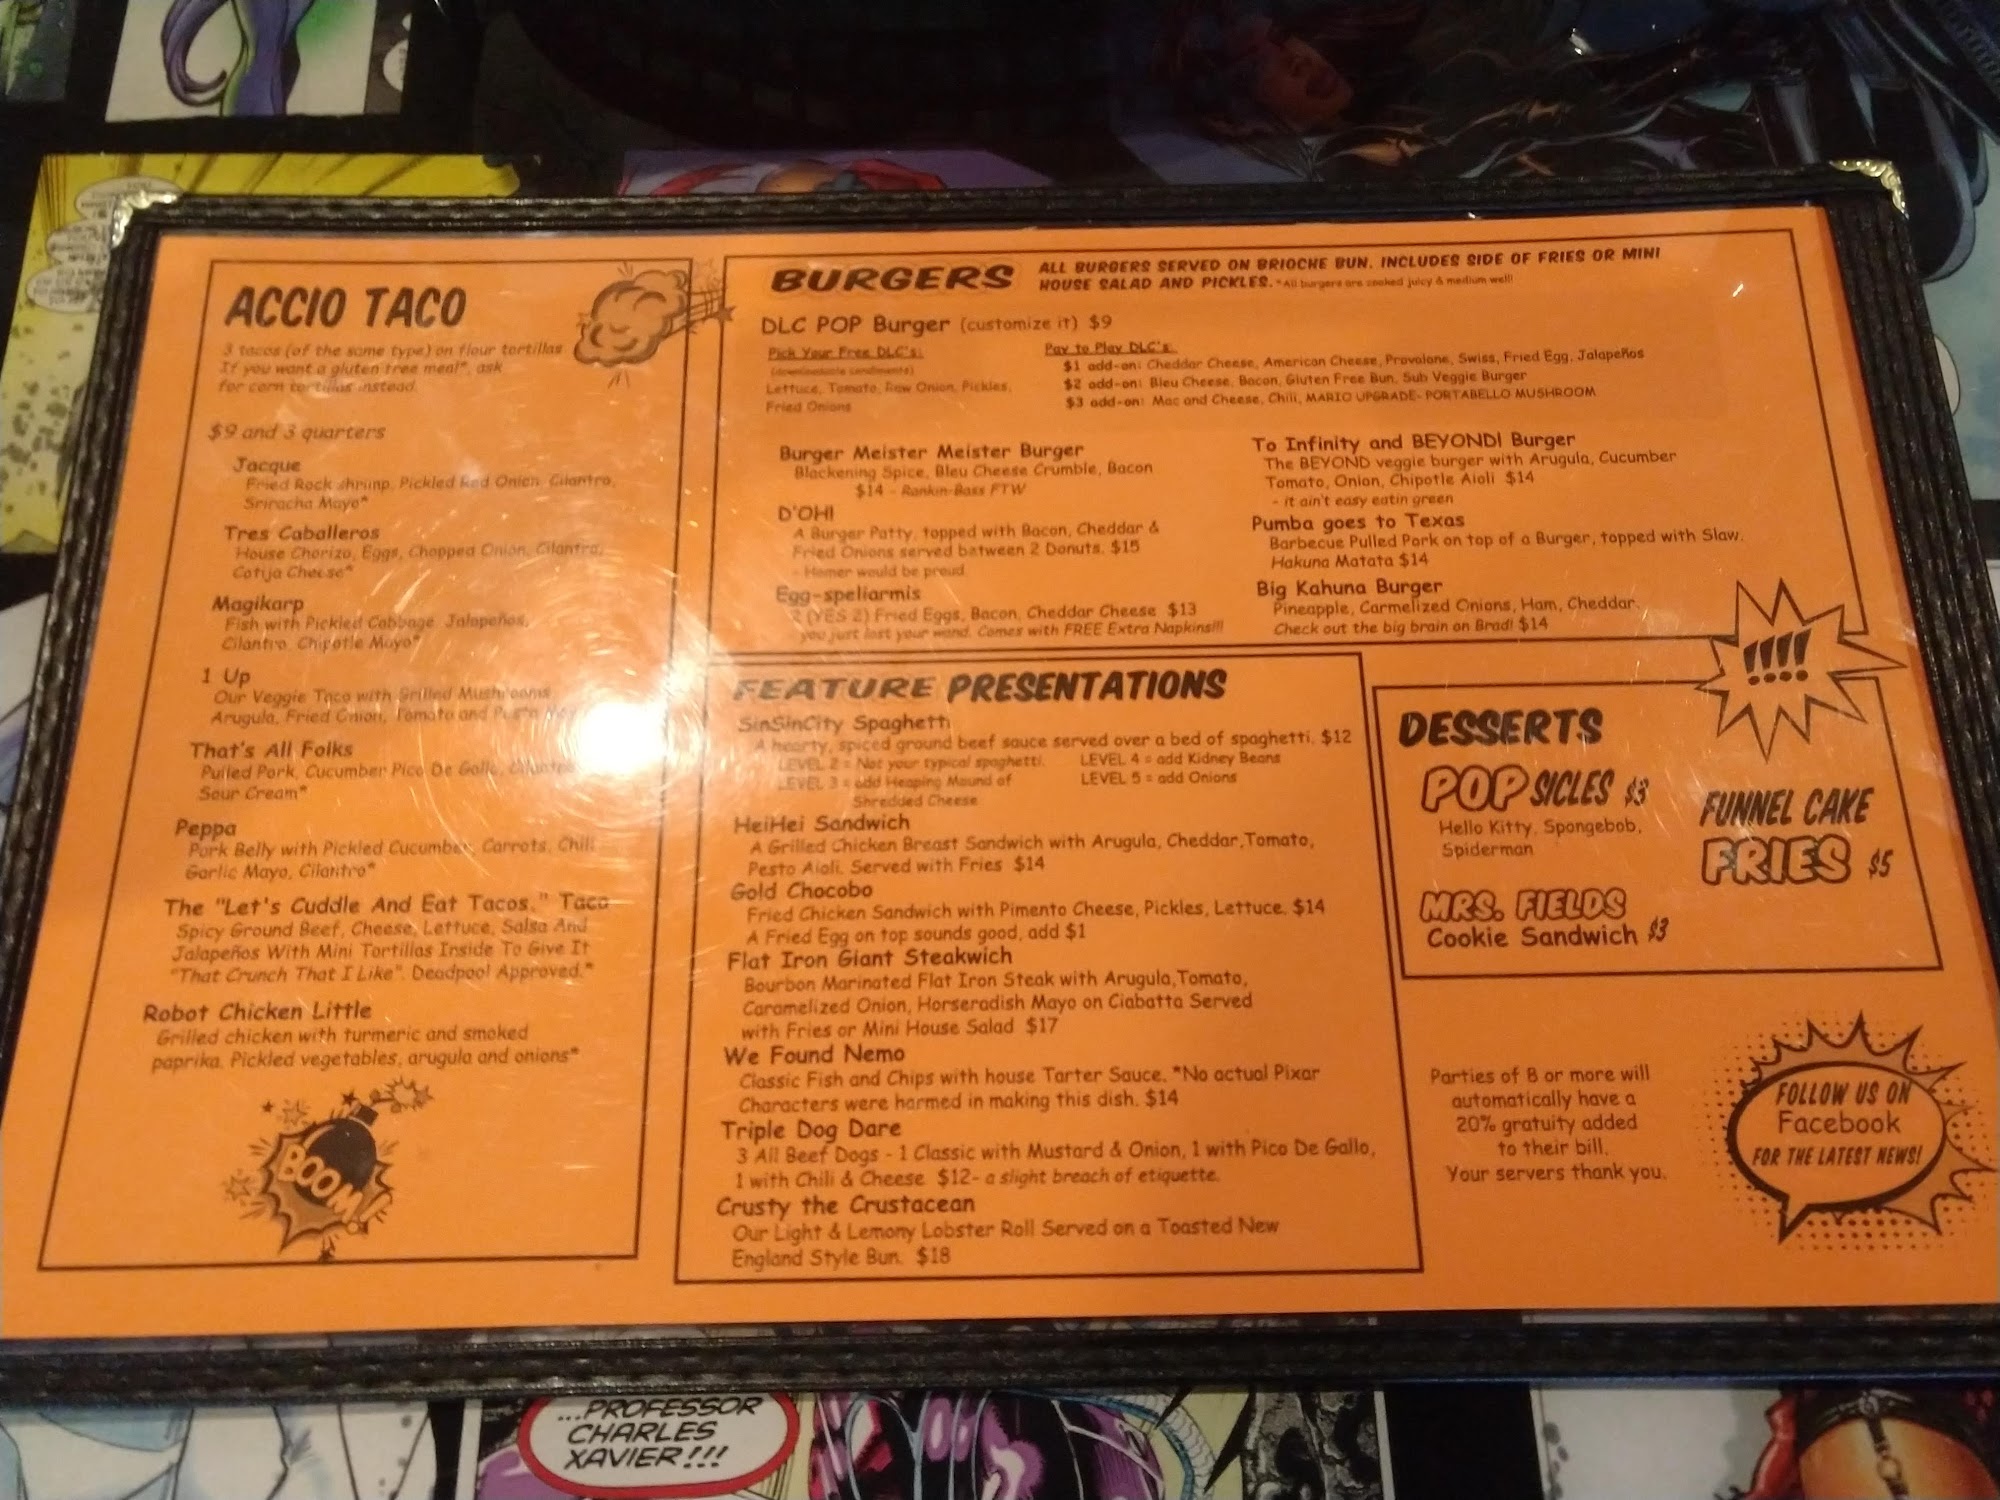 ACCIO TACO
3 tacos (of the same type) on flour tortillas
If you want a gluten free meal*, ask
for corn tortillas instead.
$9 and 3 quarters
Jacque
Fried Rock shrimp, Pickled Red Onion, Cilantro,
Sriracha Mayo*
Tres Caballeros
House Chorizo, Eggs, Chopped Onion, Cilantro,
Cotija Cheese*
Magikarp
Fish with Pickled Cabbage, Jalapeños,
Cilantro, Chipotle Mayo*
1 Up
Our Veggie Taco with Grilled Mushrooms
Arugula, Fried Onion, Tomato and Pesto
That's All Folks
Pulled Pork, Cucumber Pico De Gallo, Cilantro
Sour Cream*
Peppa
Pork Belly with Pickled Cucumber, Carrots, Chili
Garlic Mayo, Cilantro*
The "Let's Cuddle And Eat Tacos," Taco
Spicy Ground Beef, Cheese, Lettuce, Salsa And
Jalapeños With Mini Tortillas Inside To Give It
"That Crunch That I Like". Deadpool Approved.*
Robot Chicken Little
Grilled chicken with turmeric and smoked
paprika. Pickled vegetables, arugula and onions*
BOOM!
BURGERS
ALL BURGERS SERVED ON BRIOCHE BUN. INCLUDES SIDE OF FRIES OR MINI
HOUSE SALAD AND PICKLES. *All burgers are cooked juicy & medium well!
DLC POP Burger (customize it) $9
Pick Your Free DLC's:
(downloadable condiments)
Lettuce, Tomato, Raw Onion, Pickles,
Fried Onions
Pay to Play DLC's:
$1 add-on: Cheddar Cheese, American Cheese, Provolone, Swiss, Fried Egg, Jalapeños
$2 add-on: Bleu Cheese, Bacon, Gluten Free Bun, Sub Veggie Burger
$3 add-on: Mac and Cheese, Chili, MARIO UPGRADE- PORTABELLO MUSHROOM
Burger Meister Meister Burger
Blackening Spice, Bleu Cheese Crumble, Bacon
$14 - Rankin-Bass FTW
D'OH!
A Burger Patty, topped with Bacon, Cheddar &
Fried Onions served between 2 Donuts. $15
- Homer would be proud
Egg-speliarmis
2 (YES 2) Fried Eggs, Bacon, Cheddar Cheese $13
you just lost your wand. Comes with FREE Extra Napkins!!!
To Infinity and BEYOND! Burger
The BEYOND veggie burger with Arugula, Cucumber
Tomato, Onion, Chipotle Aioli $14
- it ain't easy eatin green
Pumba goes to Texas
Barbecue Pulled Pork on top of a Burger, topped with Slaw.
Hakuna Matata $14
Big Kahuna Burger
Pineapple, Carmelized Onions, Ham, Cheddar.
Check out the big brain on Brad! $14
!!!!
FEATURE PRESENTATIONS
SinSinCity Spaghetti
A hearty, spiced ground beef sauce served over a bed of spaghetti. $12
LEVEL 2 = Not your typical spaghetti. LEVEL 4 = add Kidney Beans
LEVEL 3 = add Heaping Mound of LEVEL 5 = add Onions
Shredded Cheese
HeiHei Sandwich
A Grilled Chicken Breast Sandwich with Arugula, Cheddar,Tomato,
Pesto Aioli. Served with Fries $14
Gold Chocobo
Fried Chicken Sandwich with Pimento Cheese, Pickles, Lettuce. $14
A Fried Egg on top sounds good, add $1
Flat Iron Giant Steakwich
Bourbon Marinated Flat Iron Steak with Arugula,Tomato,
Caramelized Onion, Horseradish Mayo on Ciabatta Served
with Fries or Mini House Salad $17
We Found Nemo
Classic Fish and Chips with house Tarter Sauce. *No actual Pixar
Characters were harmed in making this dish. $14
Triple Dog Dare
3 All Beef Dogs - 1 Classic with Mustard & Onion, 1 with Pico De Gallo,
1 with Chili & Cheese $12- a slight breach of etiquette.
Crusty the Crustacean
Our Light & Lemony Lobster Roll Served on a Toasted New
England Style Bun. $18
DESSERTS
POPSICLES $3
Hello Kitty, Spongebob,
Spiderman
MRS. FIELDS
Cookie Sandwich $3
FUNNEL CAKE
FRIES $5
Parties of 8 or more will
automatically have a
20% gratuity added
to their bill.
Your servers thank you.
FOLLOW US ON
Facebook
FOR THE LATEST NEWS!
...PROFESSOR
CHARLES
XAVIER!!!